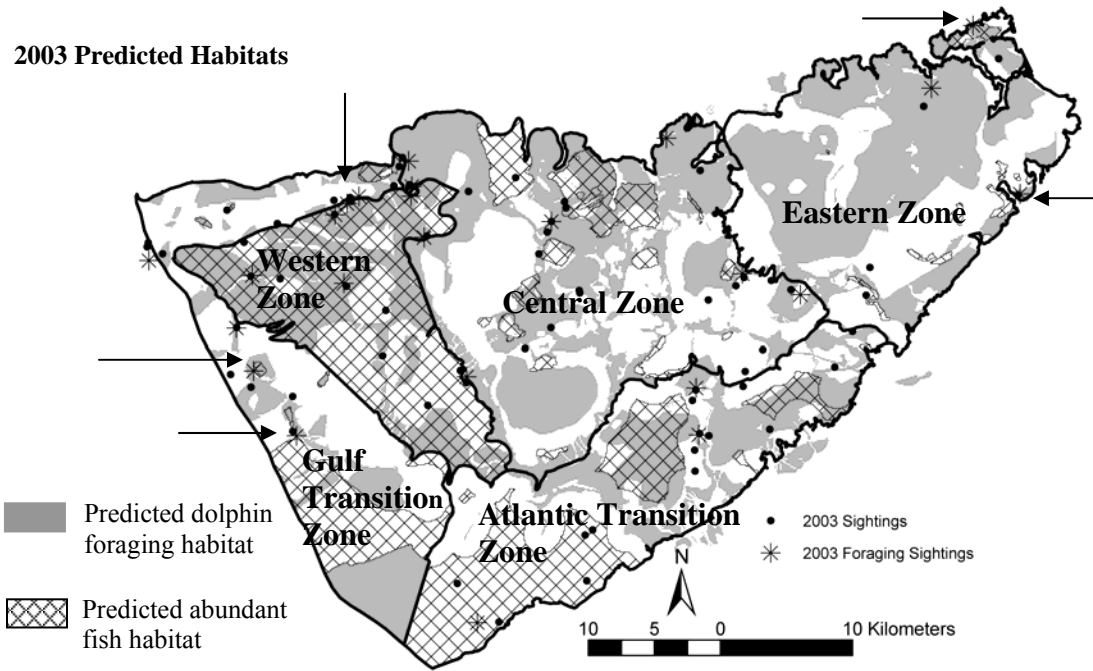 2003 Predicted Habitats
Eastern Zone
Western
Zone
Central Zone
Gulf
Transition
Zone
Atlantic Transition
Zone
Predicted dolphin
foraging habitat
Predicted abundant
fish habitat
2003 Sightings
2003 Foraging Sightings
N
10 5 0 10 Kilometers